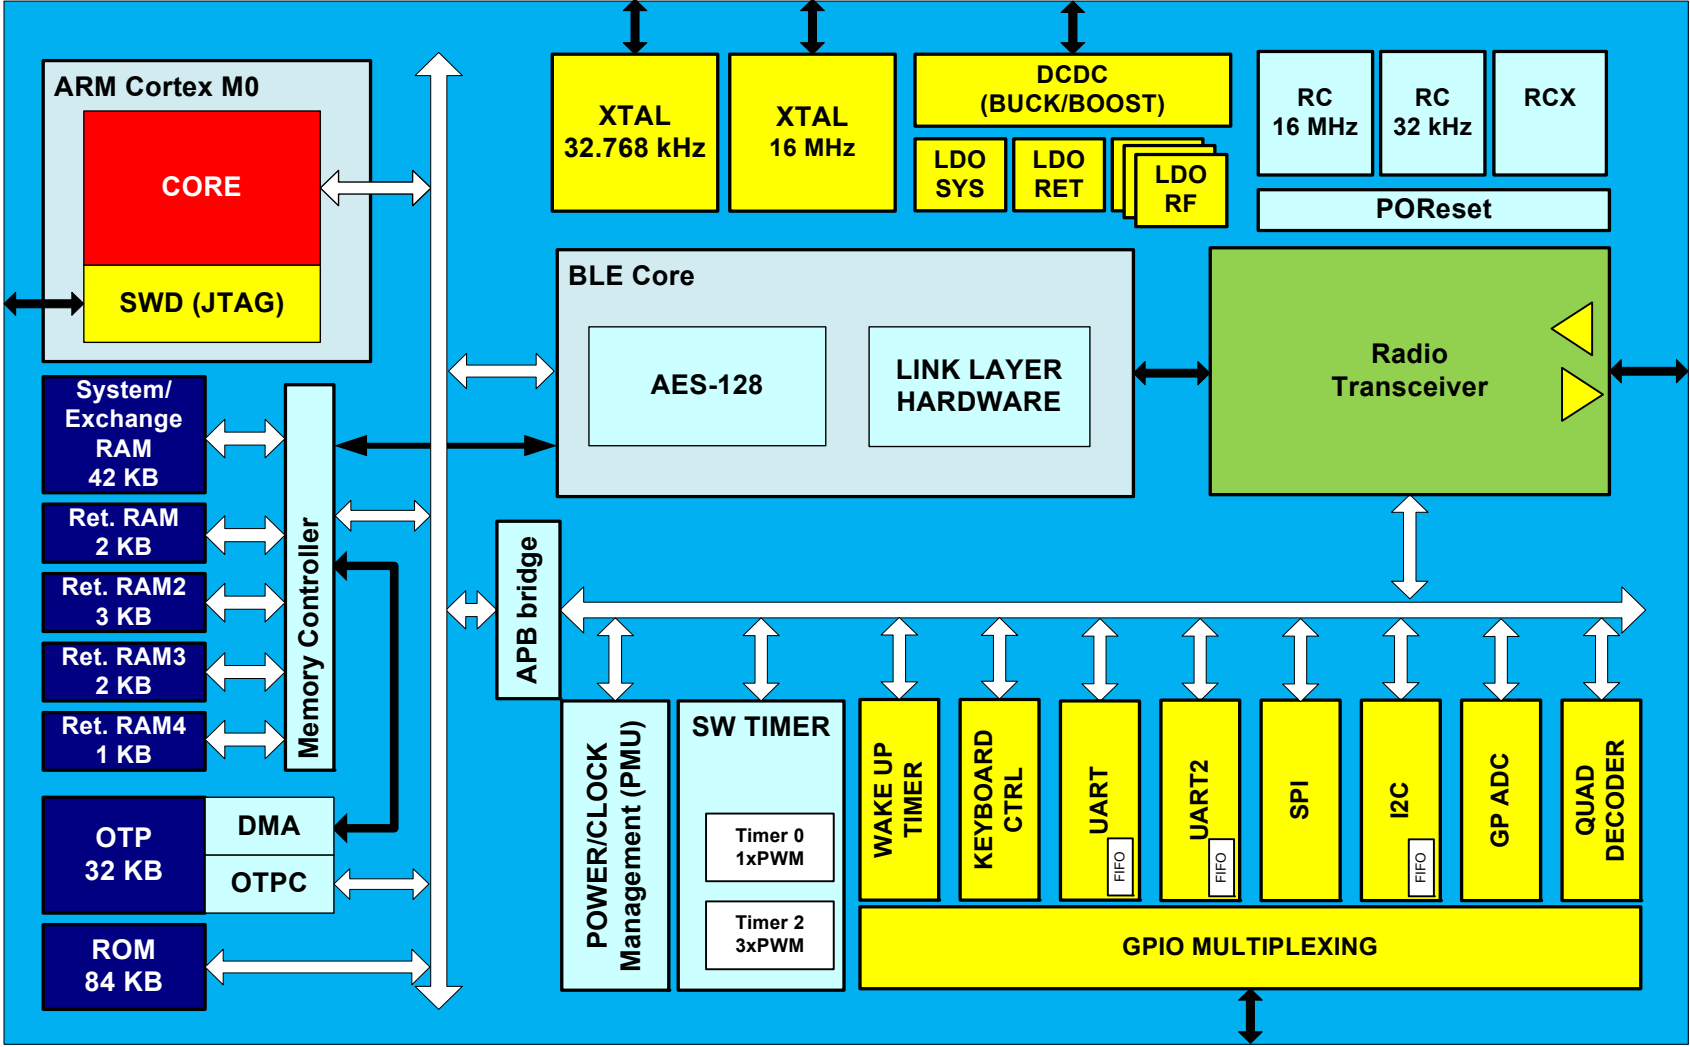 ARM Cortex M0
CORE
SWD (JTAG)
XTAL
32.768 kHz
XTAL
16 MHz
DCDC
(BUCK/BOOST)
LDO
SYS
LDO
RET
LDO
RF
RC
16 MHz
RC
32 kHz
RCX
POReset
BLE Core
AES-128
LINK LAYER
HARDWARE
Radio
Transceiver
System/
Exchange
RAM
42 KB
Ret. RAM
2 KB
Ret. RAM2
3 KB
Ret. RAM3
2 KB
Ret. RAM4
1 KB
Memory Controller
OTP
32 KB
DMA
OTPC
ROM
84 KB
APB bridge
POWER/CLOCK
Management (PMU)
SW TIMER
Timer 0
1xPWM
Timer 2
3xPWM
WAKE UP
TIMER
KEYBOARD
CTRL
UART
FIFO
UART2
FIFO
SPI
I2C
FIFO
GP ADC
QUAD
DECODER
GPIO MULTIPLEXING